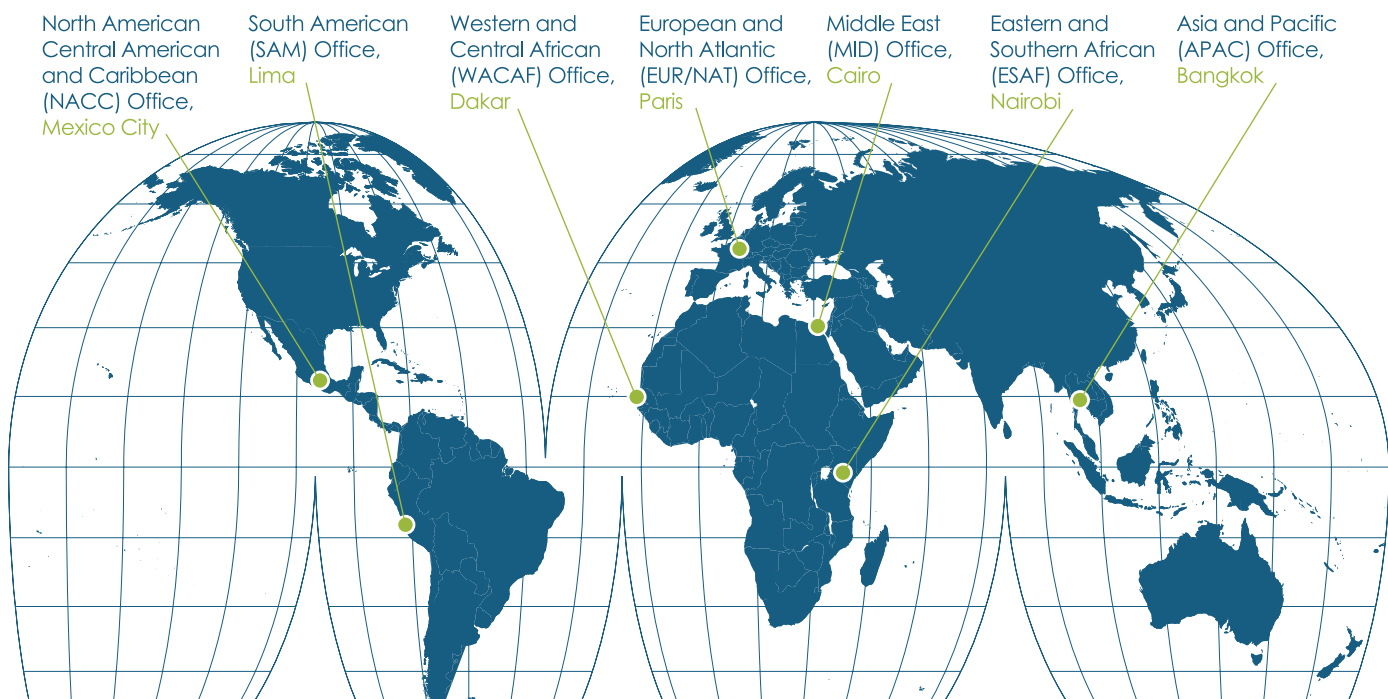 North American
Central American
and Caribbean
(NACC) Office,
Mexico City
South American
(SAM) Office,
Lima
Western and
Central African
(WACAF) Office,
Dakar
European and
North Atlantic
(EUR/NAT) Office,
Paris
Middle East
(MID) Office,
Cairo
Eastern and
Southern African
(ESAF) Office,
Nairobi
Asia and Pacific
(APAC) Office,
Bangkok